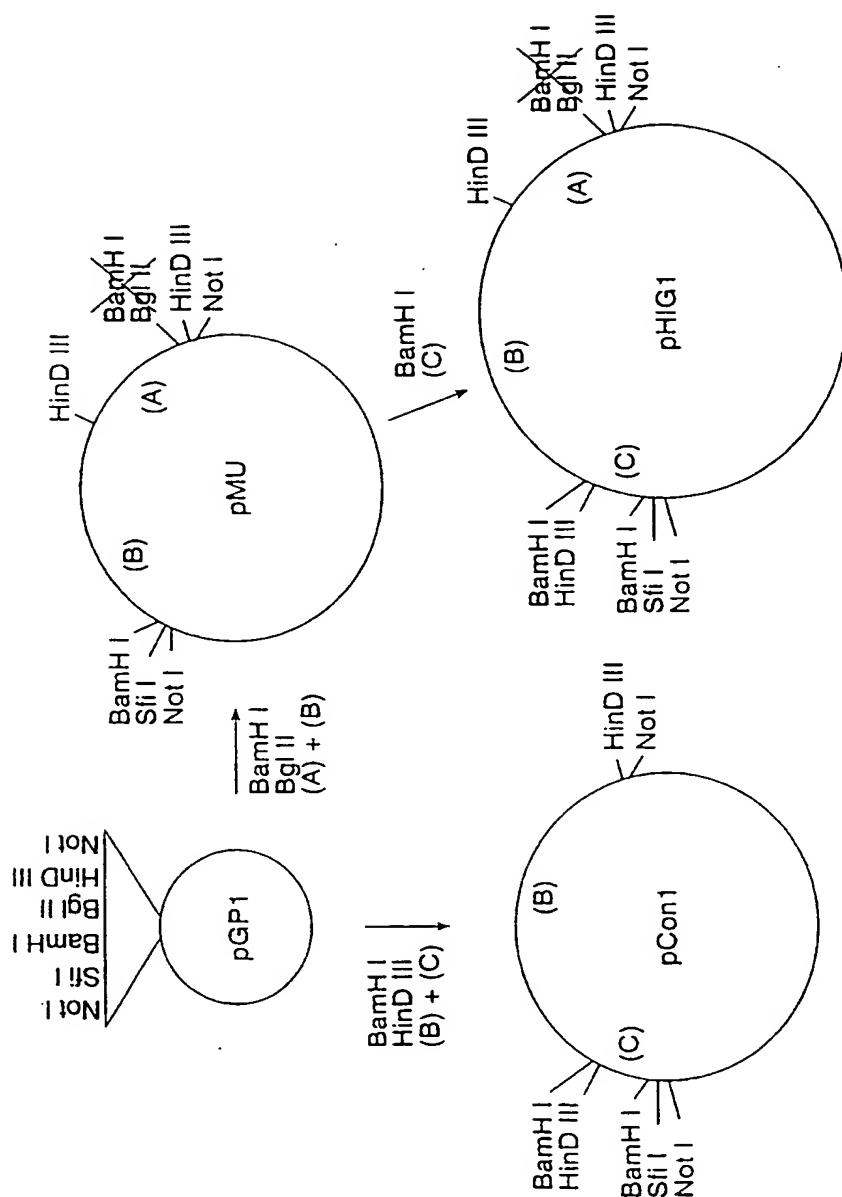 Not I
Sfi I
BamH I
Bgl II
HinD III
Not I
pGP1
BamH I
Bgl II
(A) + (B)
HinD III
BamH I
Bgl II
HinD III
Not I
(A)
(B)
pMU
BamH I
Sfi I
Not I
BamH I
HinD III
(B) + (C)
BamH I
(C)
BamH I
HinD III
(C)
(B)
HinD III
Not I
pCon1
BamH I
Sfi I
Not I
HinD III
BamH I
Bgl II
HinD III
Not I
(A)
(B)
BamH I
HinD III
(C)
pHIG1
BamH I
Sfi I
Not I